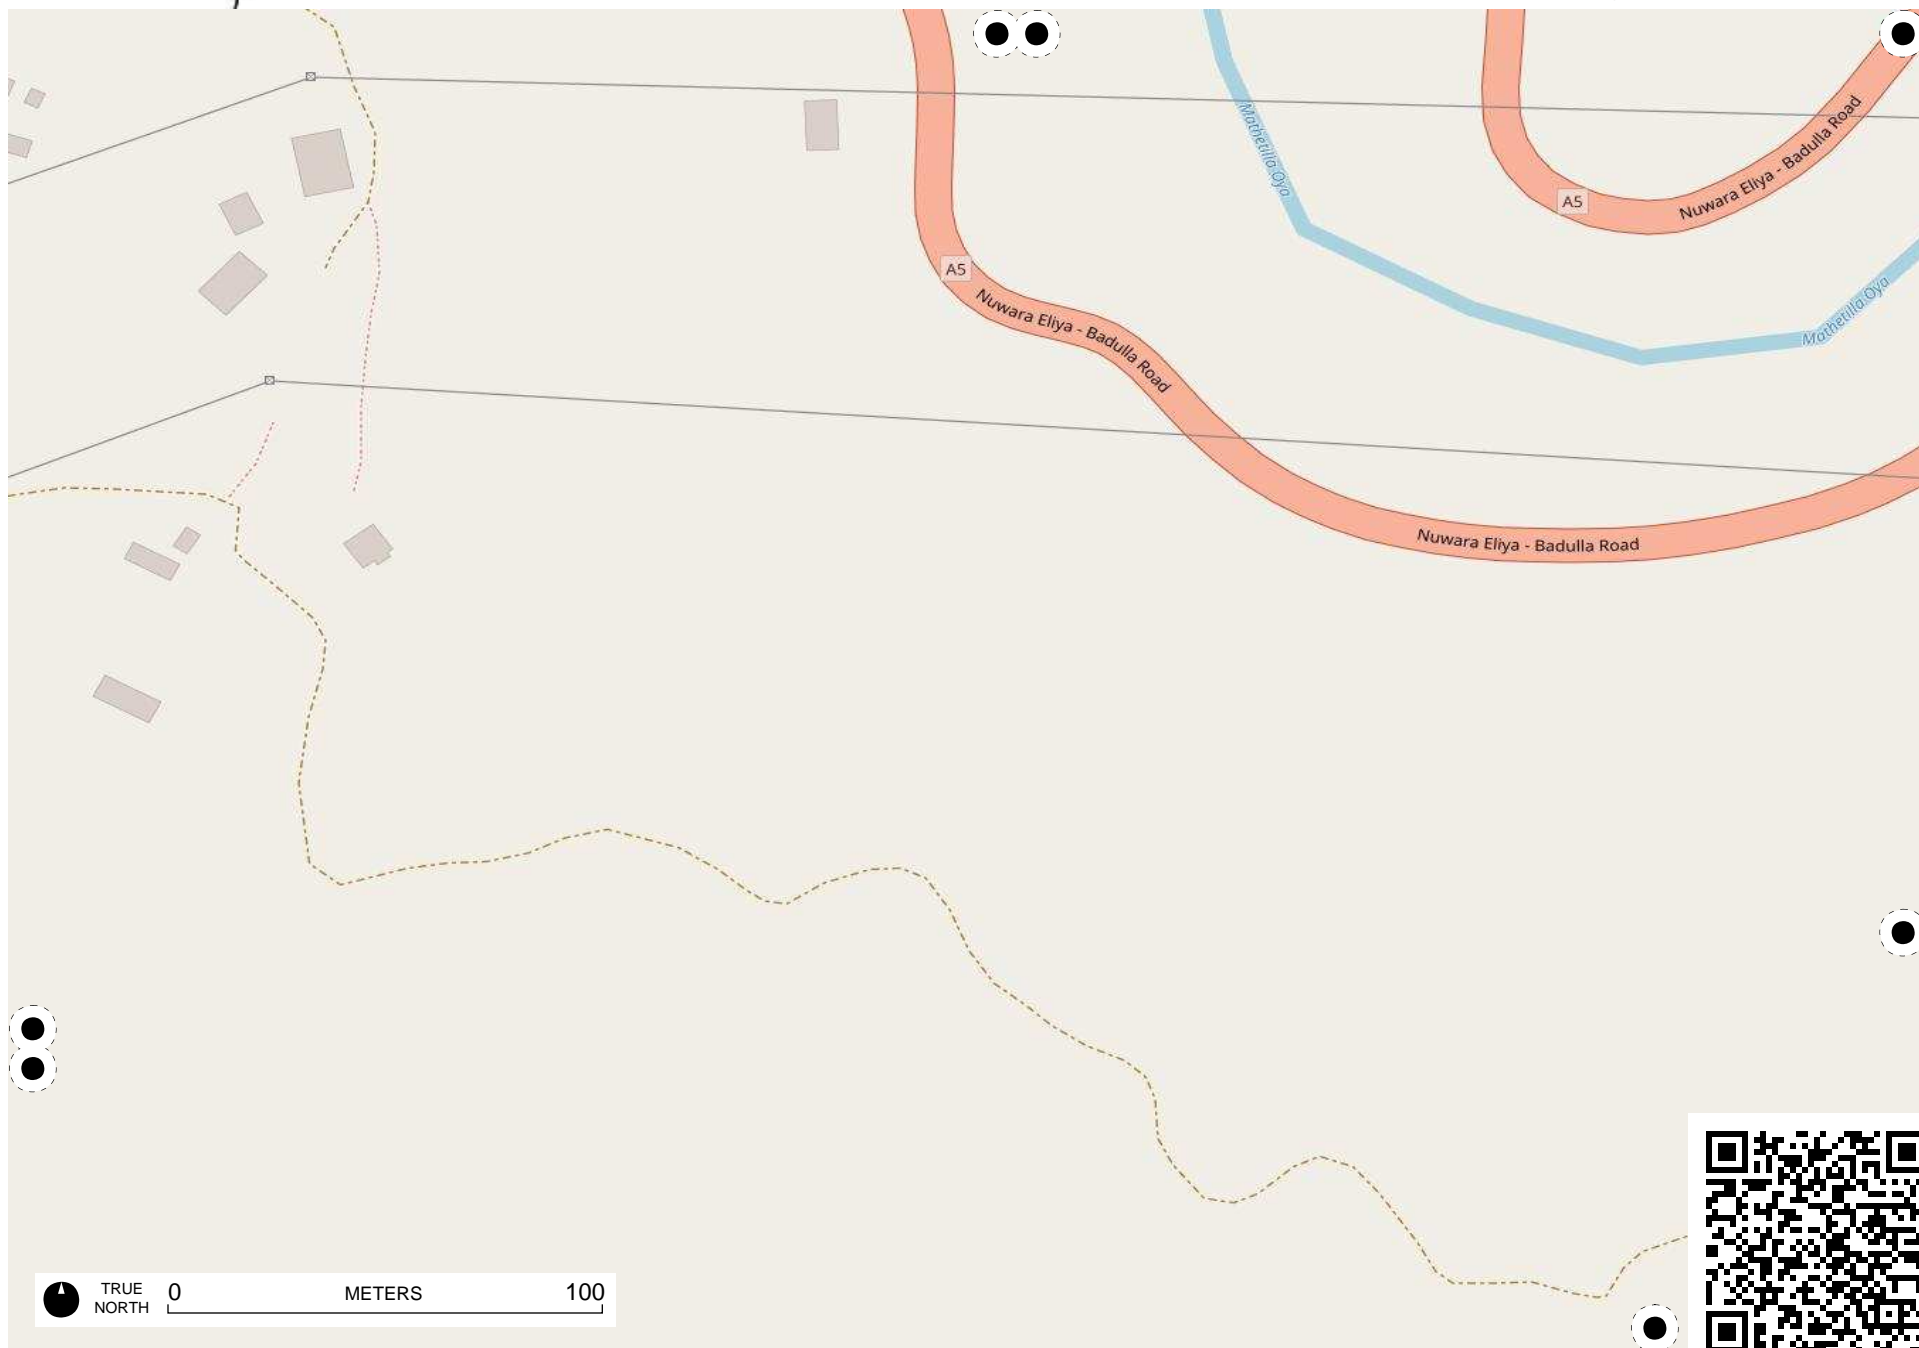 Mathetilla Oya
Nuwara Eliya - Badulla Road
A5
A5
Nuwara Eliya - Badulla Road
Mathetilla Oya
Nuwara Eliya - Badulla Road
TRUE
NORTH
0 METERS 100